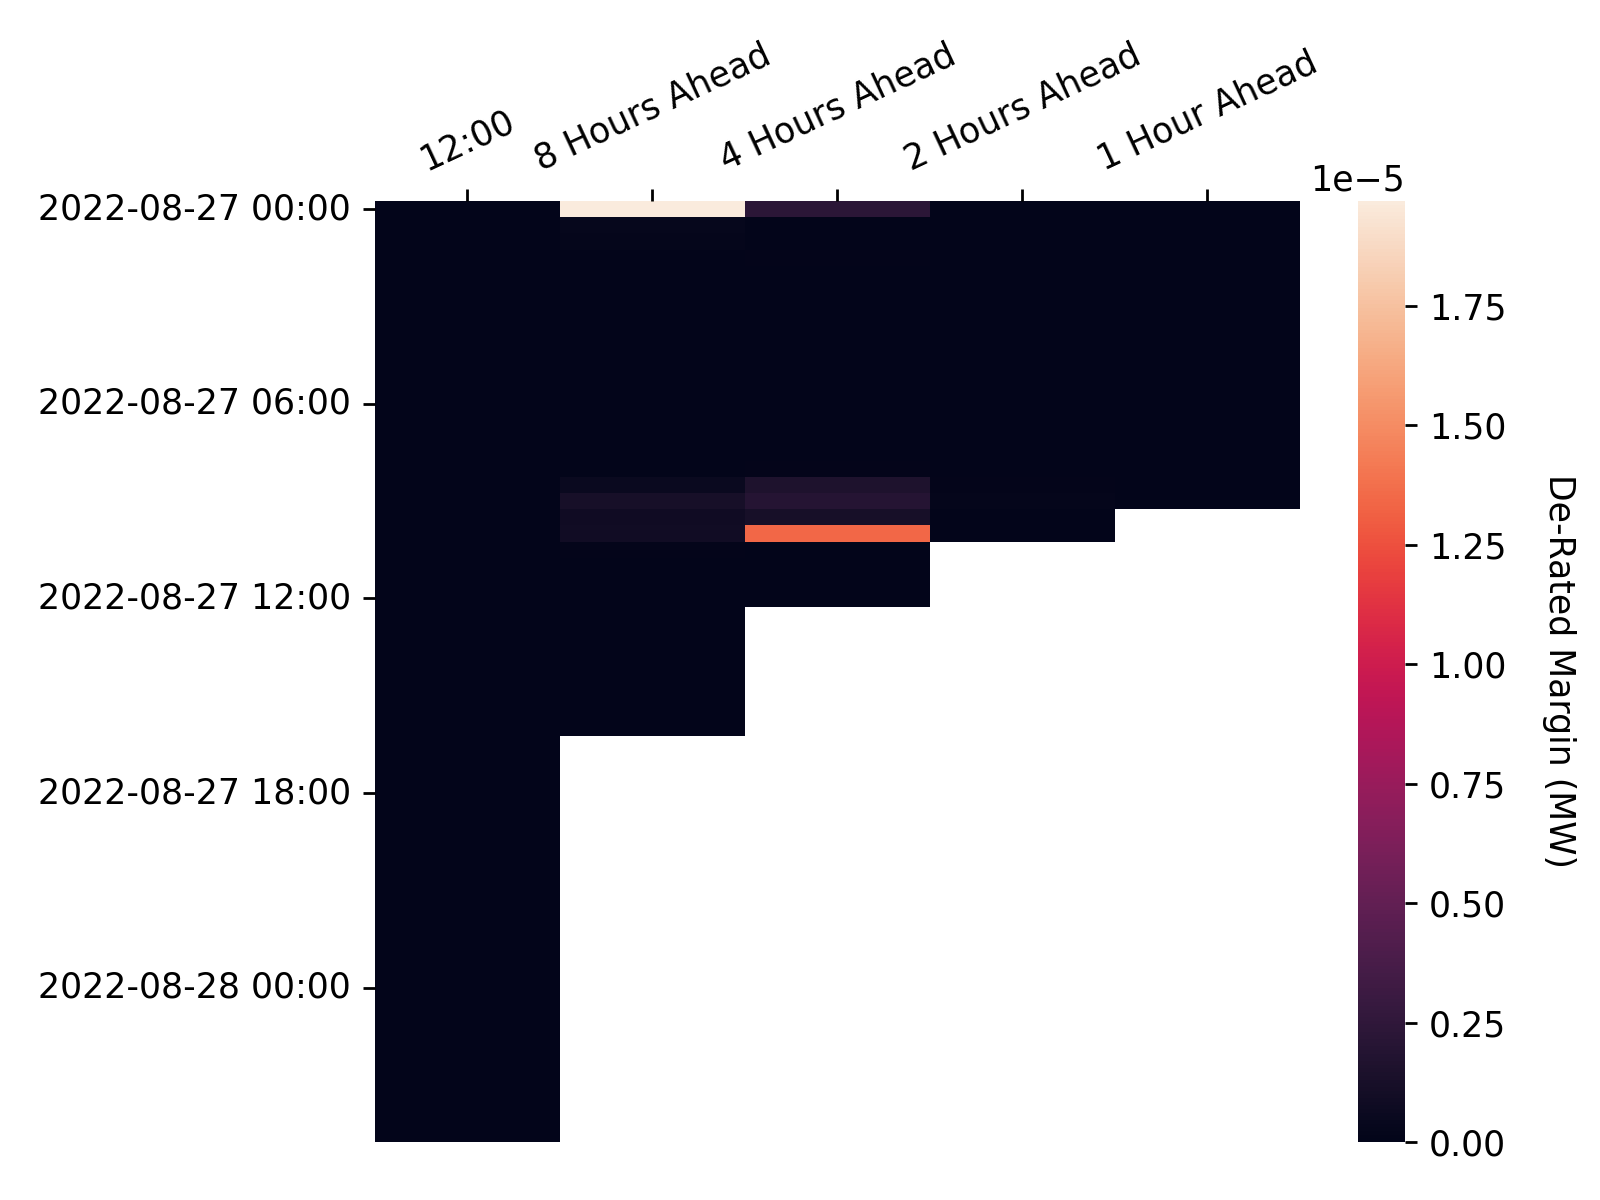 12:00
8 Hours Ahead
4 Hours Ahead
2 Hours Ahead
1 Hour Ahead
1e−5
2022-08-27 00:00
2022-08-27 06:00
2022-08-27 12:00
2022-08-27 18:00
2022-08-28 00:00
1.75
1.50
1.25
1.00
0.75
0.50
0.25
0.00
De-Rated Margin (MW)